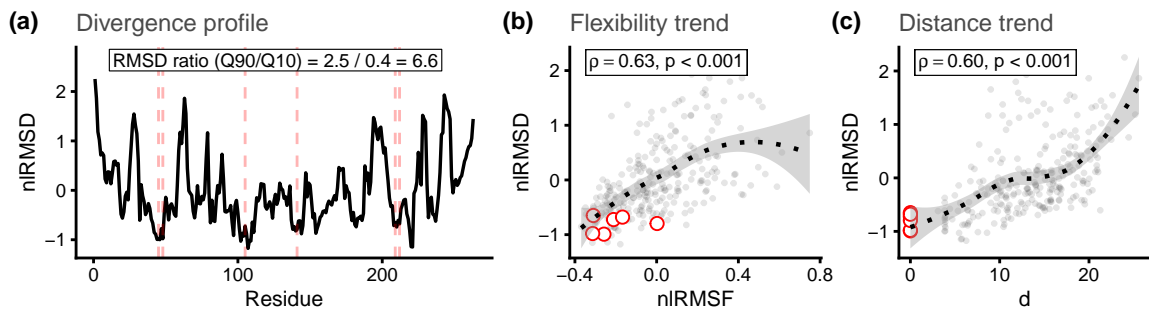 (a) Divergence profile
RMSD ratio (Q90/Q10) = 2.5 / 0.4 = 6.6
nlRMSD
2
1
0
−1
0
100
200
Residue
(b) Flexibility trend
ρ = 0.63, p < 0.001
nlRMSD
2
1
0
−1
−0.4
0.0
0.4
0.8
nlRMSF
(c) Distance trend
ρ = 0.60, p < 0.001
nlRMSD
2
1
0
−1
0
10
20
d